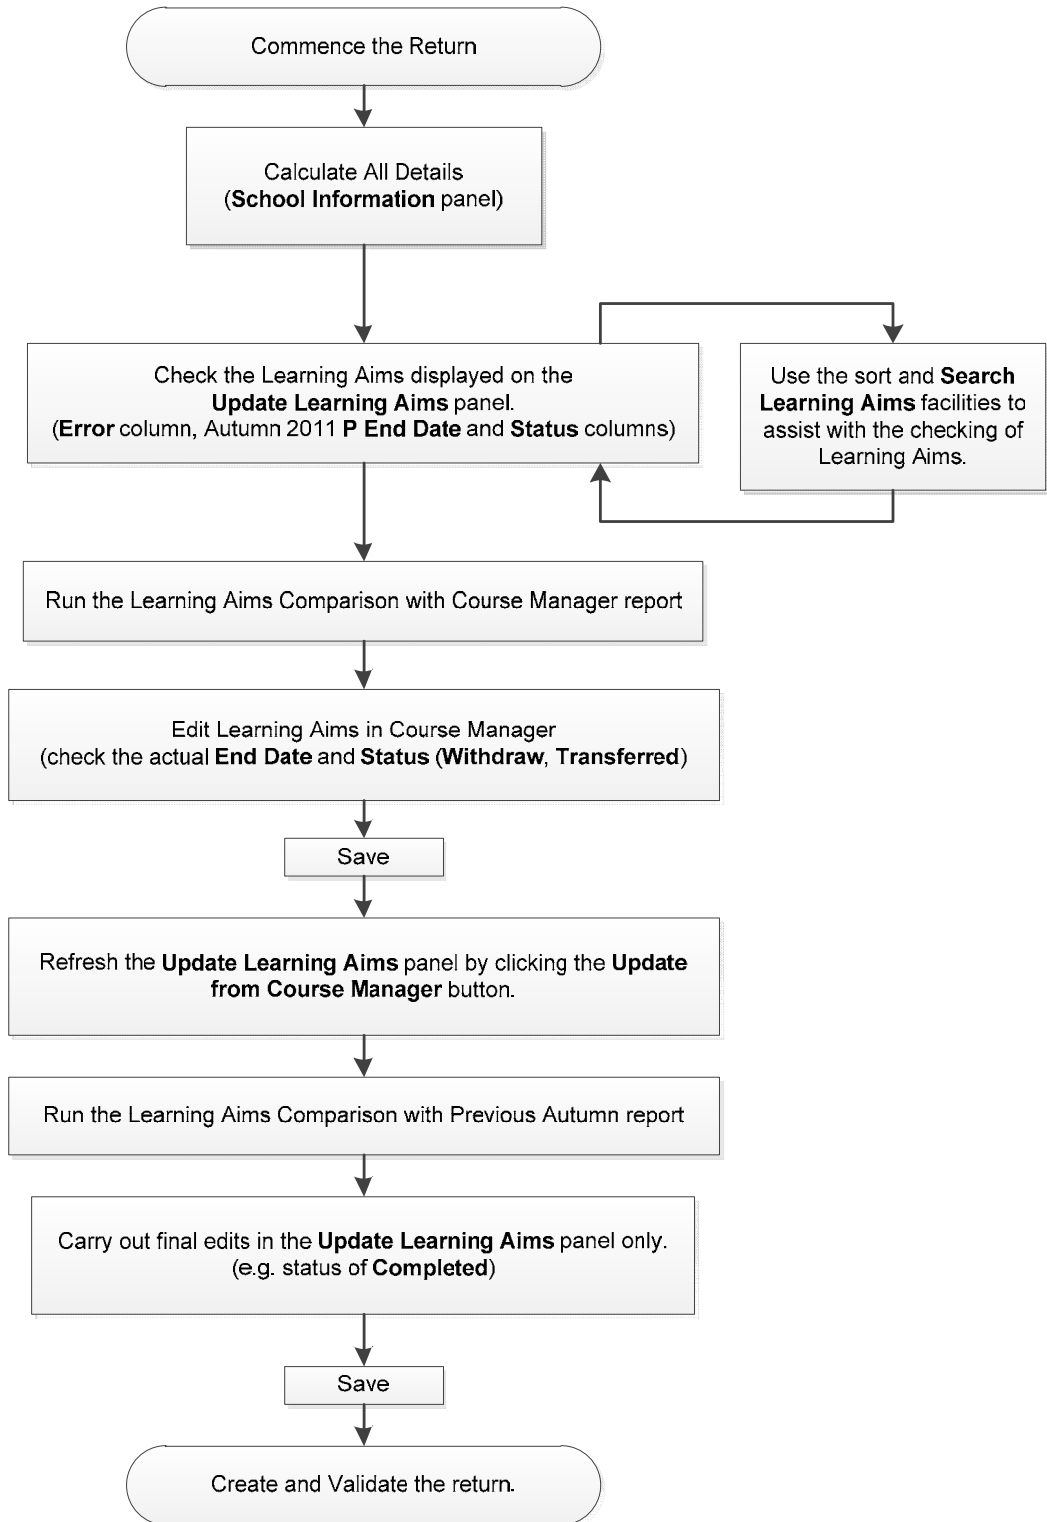 Commence the Return
Calculate All Details
(School Information panel)
Check the Learning Aims displayed on the
Update Learning Aims panel.
(Error column, Autumn 2011 P End Date and Status columns)
Use the sort and Search
Learning Aims facilities to
assist with the checking of
Learning Aims.
Run the Learning Aims Comparison with Course Manager report
Edit Learning Aims in Course Manager
(check the actual End Date and Status (Withdraw, Transferred)
Save
Refresh the Update Learning Aims panel by clicking the Update
from Course Manager button.
Run the Learning Aims Comparison with Previous Autumn report
Carry out final edits in the Update Learning Aims panel only.
(e.g. status of Completed)
Save
Create and Validate the return.